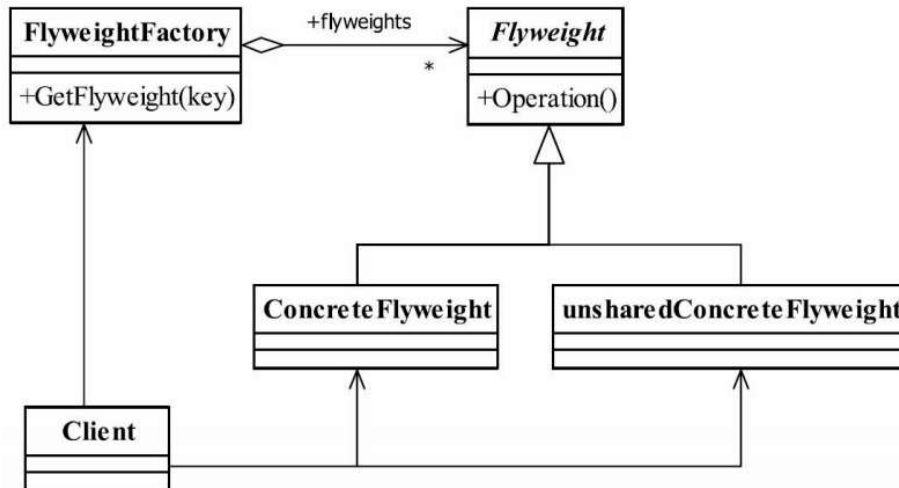 FlyweightFactory
+GetFlyweight(key)
+flyweights
*
Flyweight
+Operation()
ConcreteFlyweight
unsharedConcreteFlyweight
Client